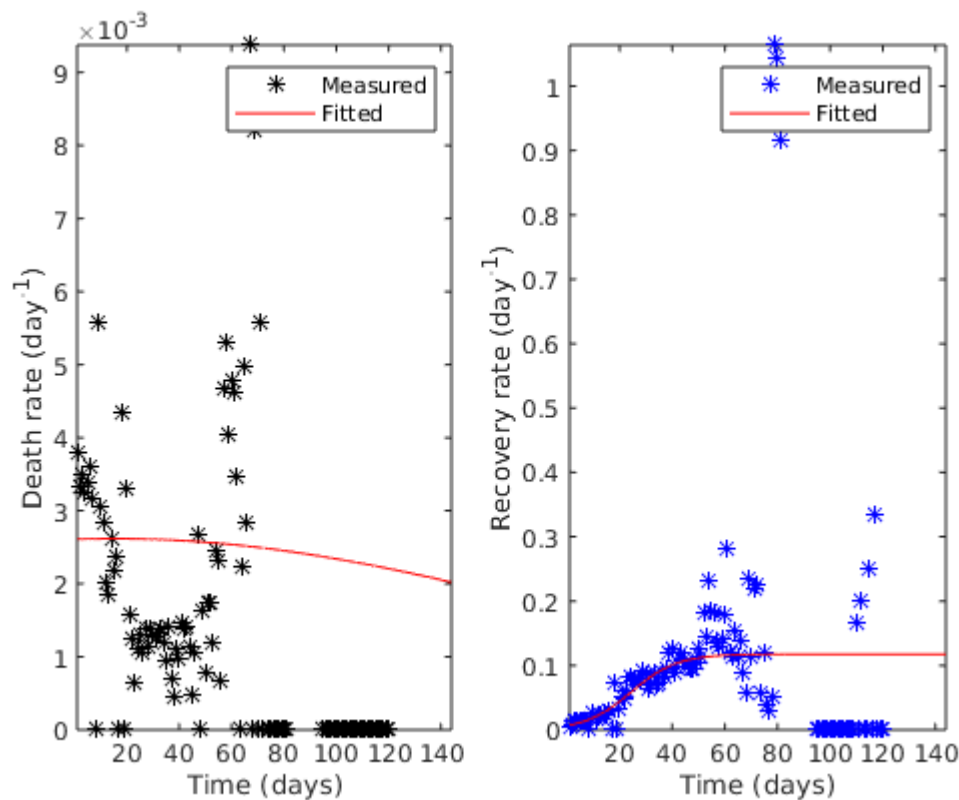 ×10-3
9
8
7
6
5
4
3
2
1
0
Death rate (day-1)
20 40 60 80 100 120 140
Time (days)
Measured
Fitted
1
0.9
0.8
0.7
0.6
0.5
0.4
0.3
0.2
0.1
0
Recovery rate (day-1)
20 40 60 80 100 120 140
Time (days)
Measured
Fitted